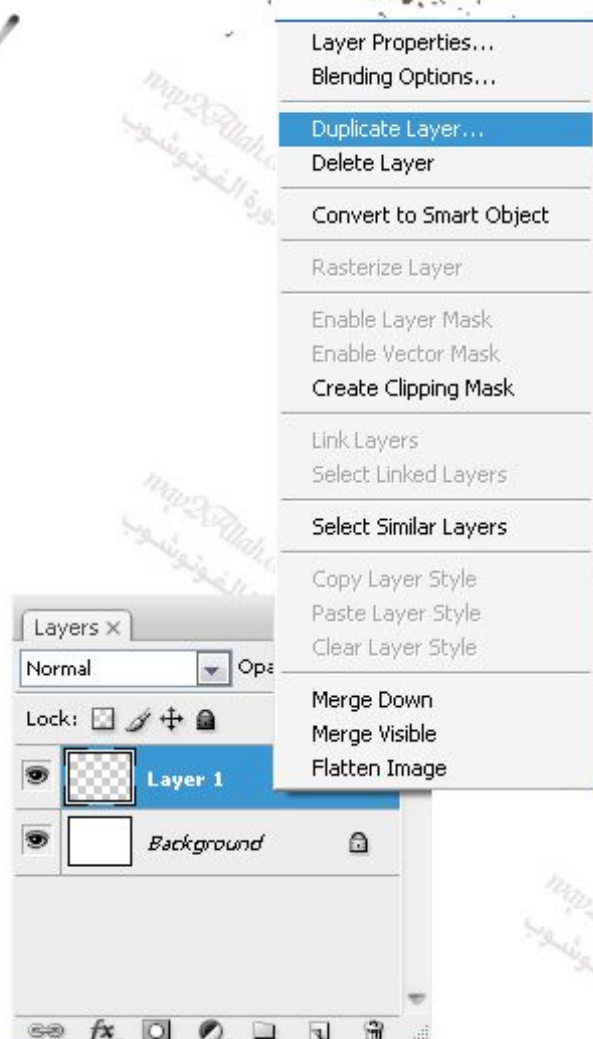 Layer Properties...
Blending Options...
Duplicate Layer...
Delete Layer
Convert to Smart Object
Rasterize Layer
Enable Layer Mask
Enable Vector Mask
Create Clipping Mask
Link Layers
Select Linked Layers
Select Similar Layers
Copy Layer Style
Paste Layer Style
Clear Layer Style
Merge Down
Merge Visible
Flatten Image
Layers
Normal
Lock:
Layer 1
Background
fx
way2Allah.c